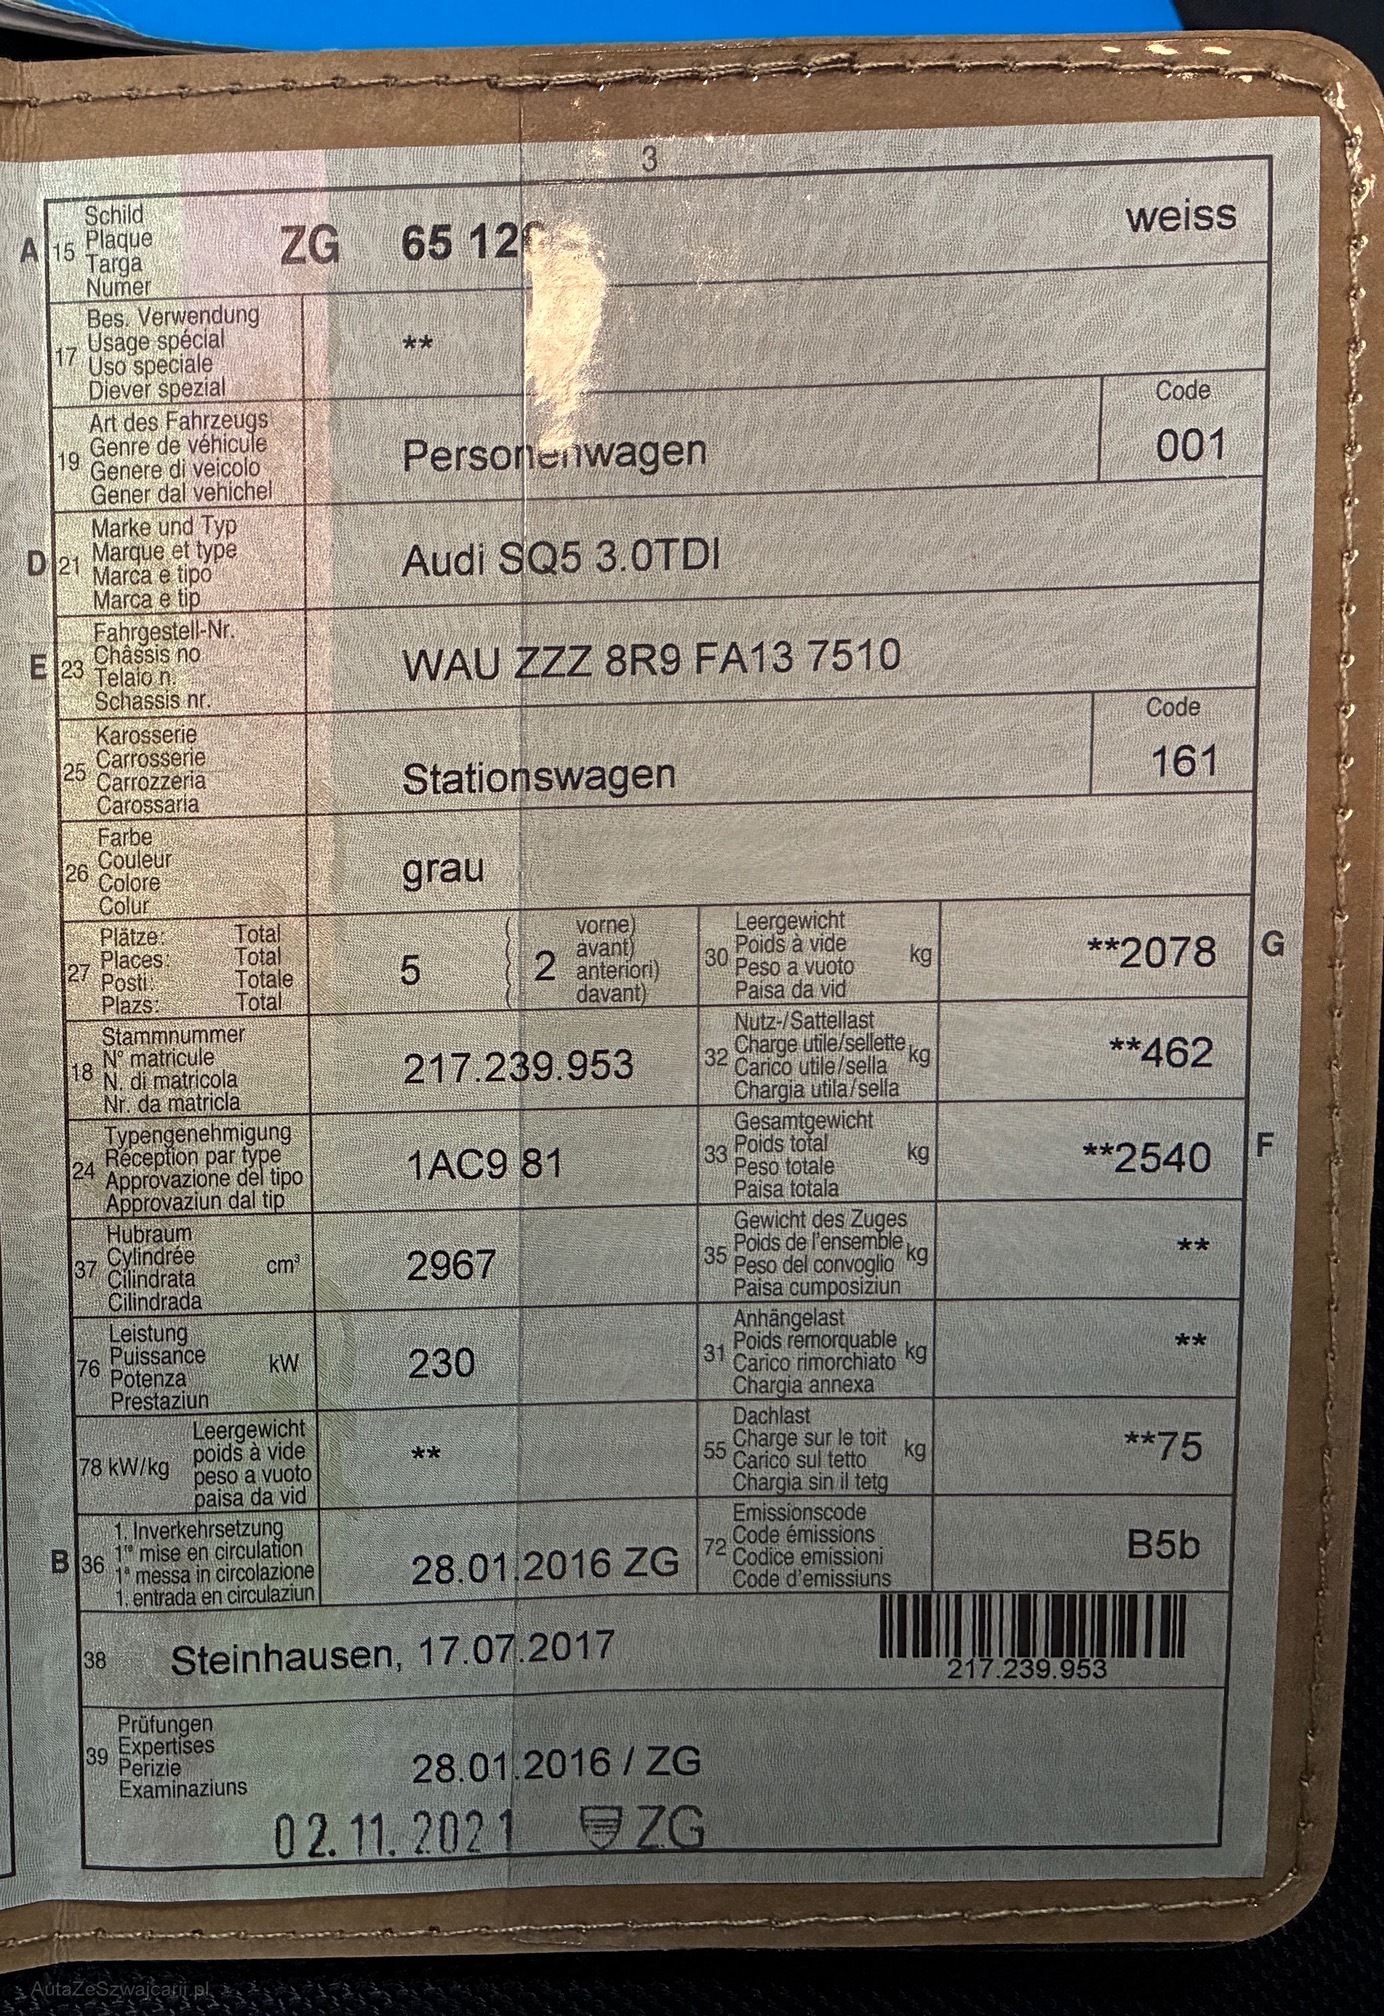 3
A 15 Schild
Plaque
Targa
Numer
ZG 65 12
weiss
17 Bes. Verwendung
Usage spécial
Uso speciale
Diever spezial
**
19 Art des Fahrzeugs
Genre de véhicule
Genere di veicolo
Gener dal vehichel
Personenwagen
Code
001
D 21 Marke und Typ
Marque et type
Marca e tipo
Marca e tip
Audi SQ5 3.0TDI
E 23 Fahrgestell-Nr.
Châssis no
Telaio n.
Schassis nr.
WAU ZZZ 8R9 FA13 7510
25 Karosserie
Carrosserie
Carrozzeria
Carossaria
Stationswagen
Code
161
26 Farbe
Couleur
Colore
Colur
grau
27 Plätze: Total
Places: Total
Posti: Totale
Plazs: Total
5
( 2 vorne)
avant)
anteriori)
( davant)
30 Leergewicht
Poids à vide kg
Peso a vuoto
Paisa da vid
**2078 G
18 Stammnummer
N° matricule
N. di matricola
Nr. da matricla
217.239.953
32 Nutz-/Sattellast
Charge utile/sellette kg
Carico utile/sella
Chargia utila/sella
**462
24 Typengenehmigung
Réception par type
Approvazione del tipo
Approvaziun dal tip
1AC9 81
33 Gesamtgewicht
Poids total kg
Peso totale
Paisa totala
**2540 F
37 Hubraum
Cylindrée cm³
Cilindrata
Cilindrada
2967
35 Gewicht des Zuges
Poids de l'ensemble kg
Peso del convoglio
Paisa cumposiziun
**
76 Leistung
Puissance kW
Potenza
Prestaziun
230
31 Anhängelast
Poids remorquable kg
Carico rimorchiato
Chargia annexa
**
78 kW/kg Leergewicht
poids à vide
peso a vuoto
paisa da vid
**
55 Dachlast
Charge sur le toit kg
Carico sul tetto
Chargia sin il tetg
**75
B 36 1. Inverkehrsetzung
1re mise en circulation
1a messa in circolazione
1. entrada en circulaziun
28.01.2016 ZG
72 Emissionscode
Code émissions
Codice emissioni
Code d'emissiuns
B5b
38 Steinhausen, 17.07.2017
217.239.953
39 Prüfungen
Expertises
Perizie
Examinaziuns
28.01.2016 / ZG
02.11.2021 ZG
AutaZeSzwajcarii.pl